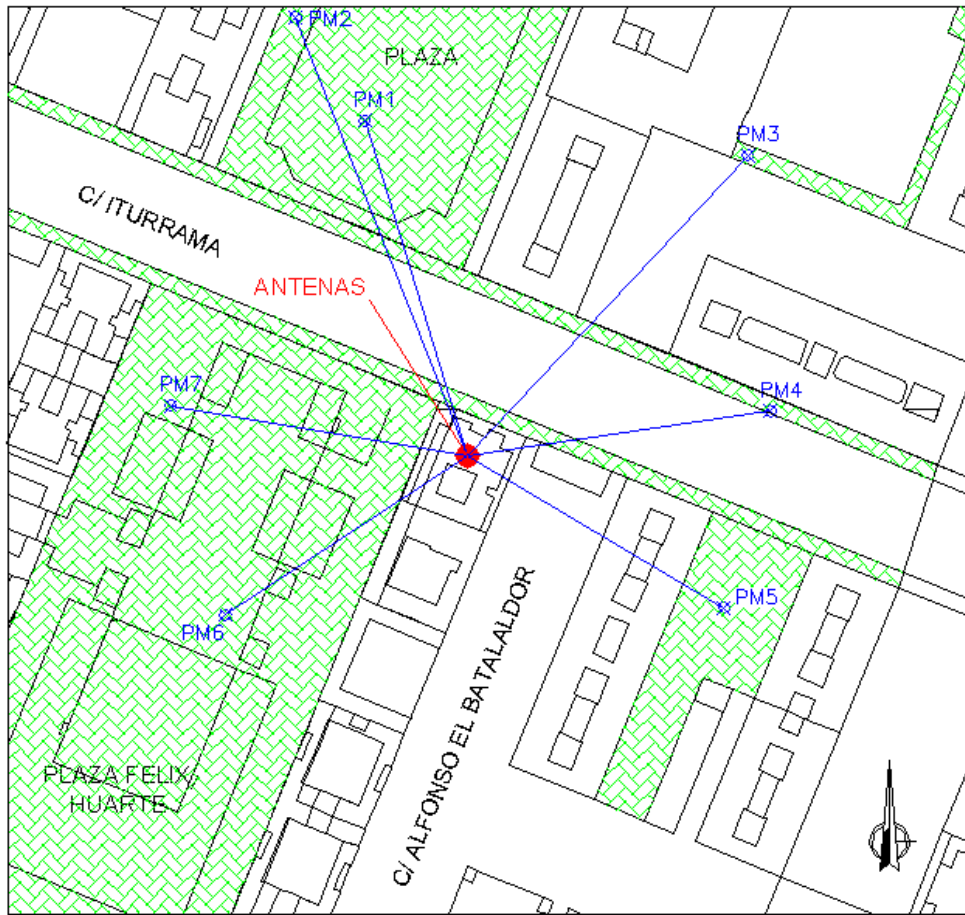 PM2
PLAZA
PM1
PM3
C/ ITURRAMA
ANTENAS
PM7
PM4
PM5
PM6
C/ ALFONSO EL BATALALDOR
PLAZA FELIX
HUARTE